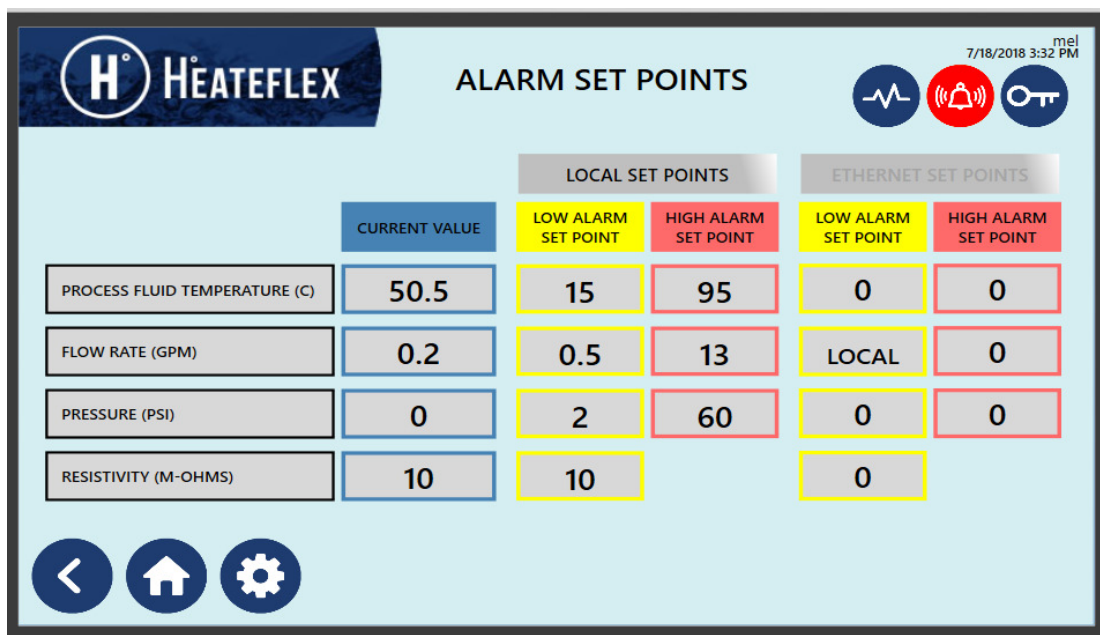 mel
7/18/2018 3:32 PM
H° HEATEFLEX
ALARM SET POINTS
LOCAL SET POINTS
ETHERNET SET POINTS
CURRENT VALUE
LOW ALARM
SET POINT
HIGH ALARM
SET POINT
LOW ALARM
SET POINT
HIGH ALARM
SET POINT
PROCESS FLUID TEMPERATURE (C) 50.5 15 95 0 0
FLOW RATE (GPM) 0.2 0.5 13 LOCAL 0
PRESSURE (PSI) 0 2 60 0 0
RESISTIVITY (M-OHMS) 10 10 0